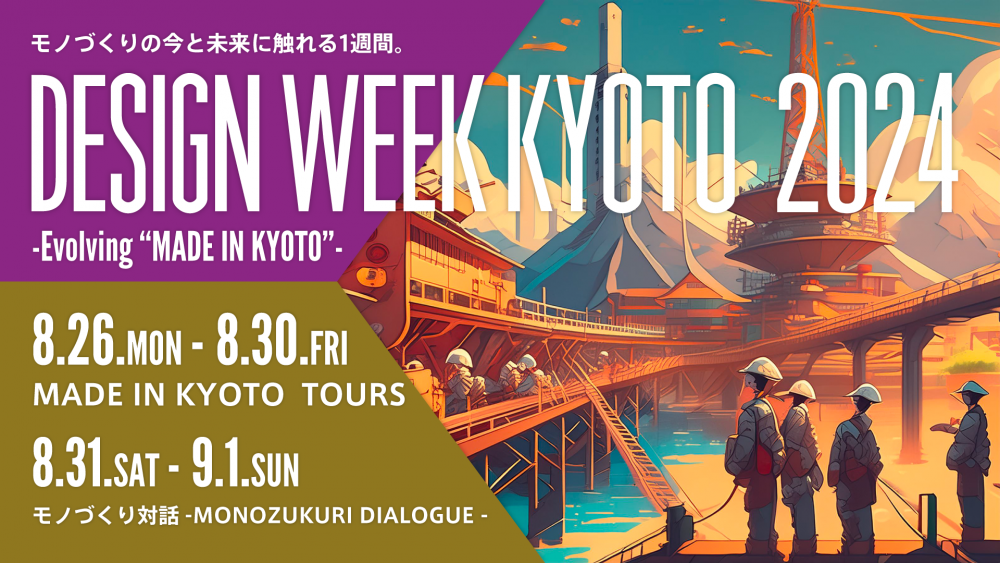 モノづくりの今と未来に触れる1週間。
DESIGN WEEK KYOTO 2024
-Evolving “MADE IN KYOTO”-
8.26.MON - 8.30.FRI
MADE IN KYOTO TOURS
8.31.SAT - 9.1.SUN
モノづくり対話 -MONOZUKURI DIALOGUE -